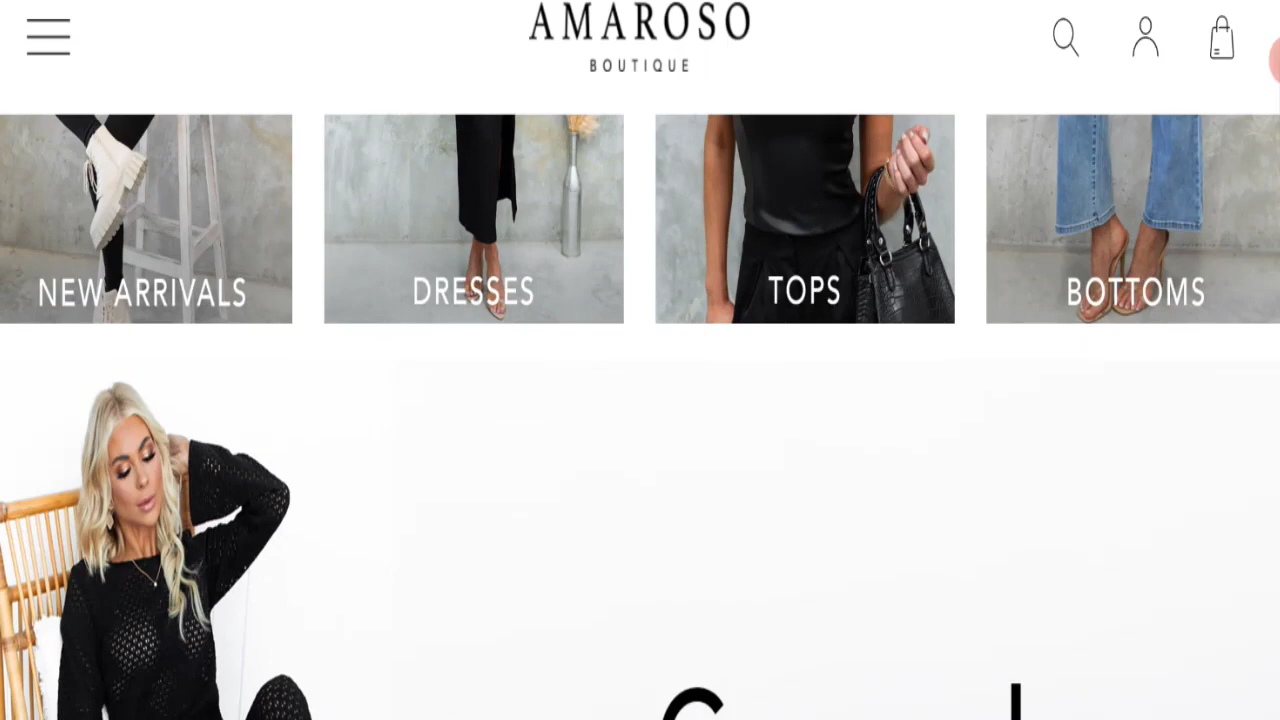 AMAROSO
BOUTIQUE
NEW ARRIVALS
DRESSES
TOPS
BOTTOMS